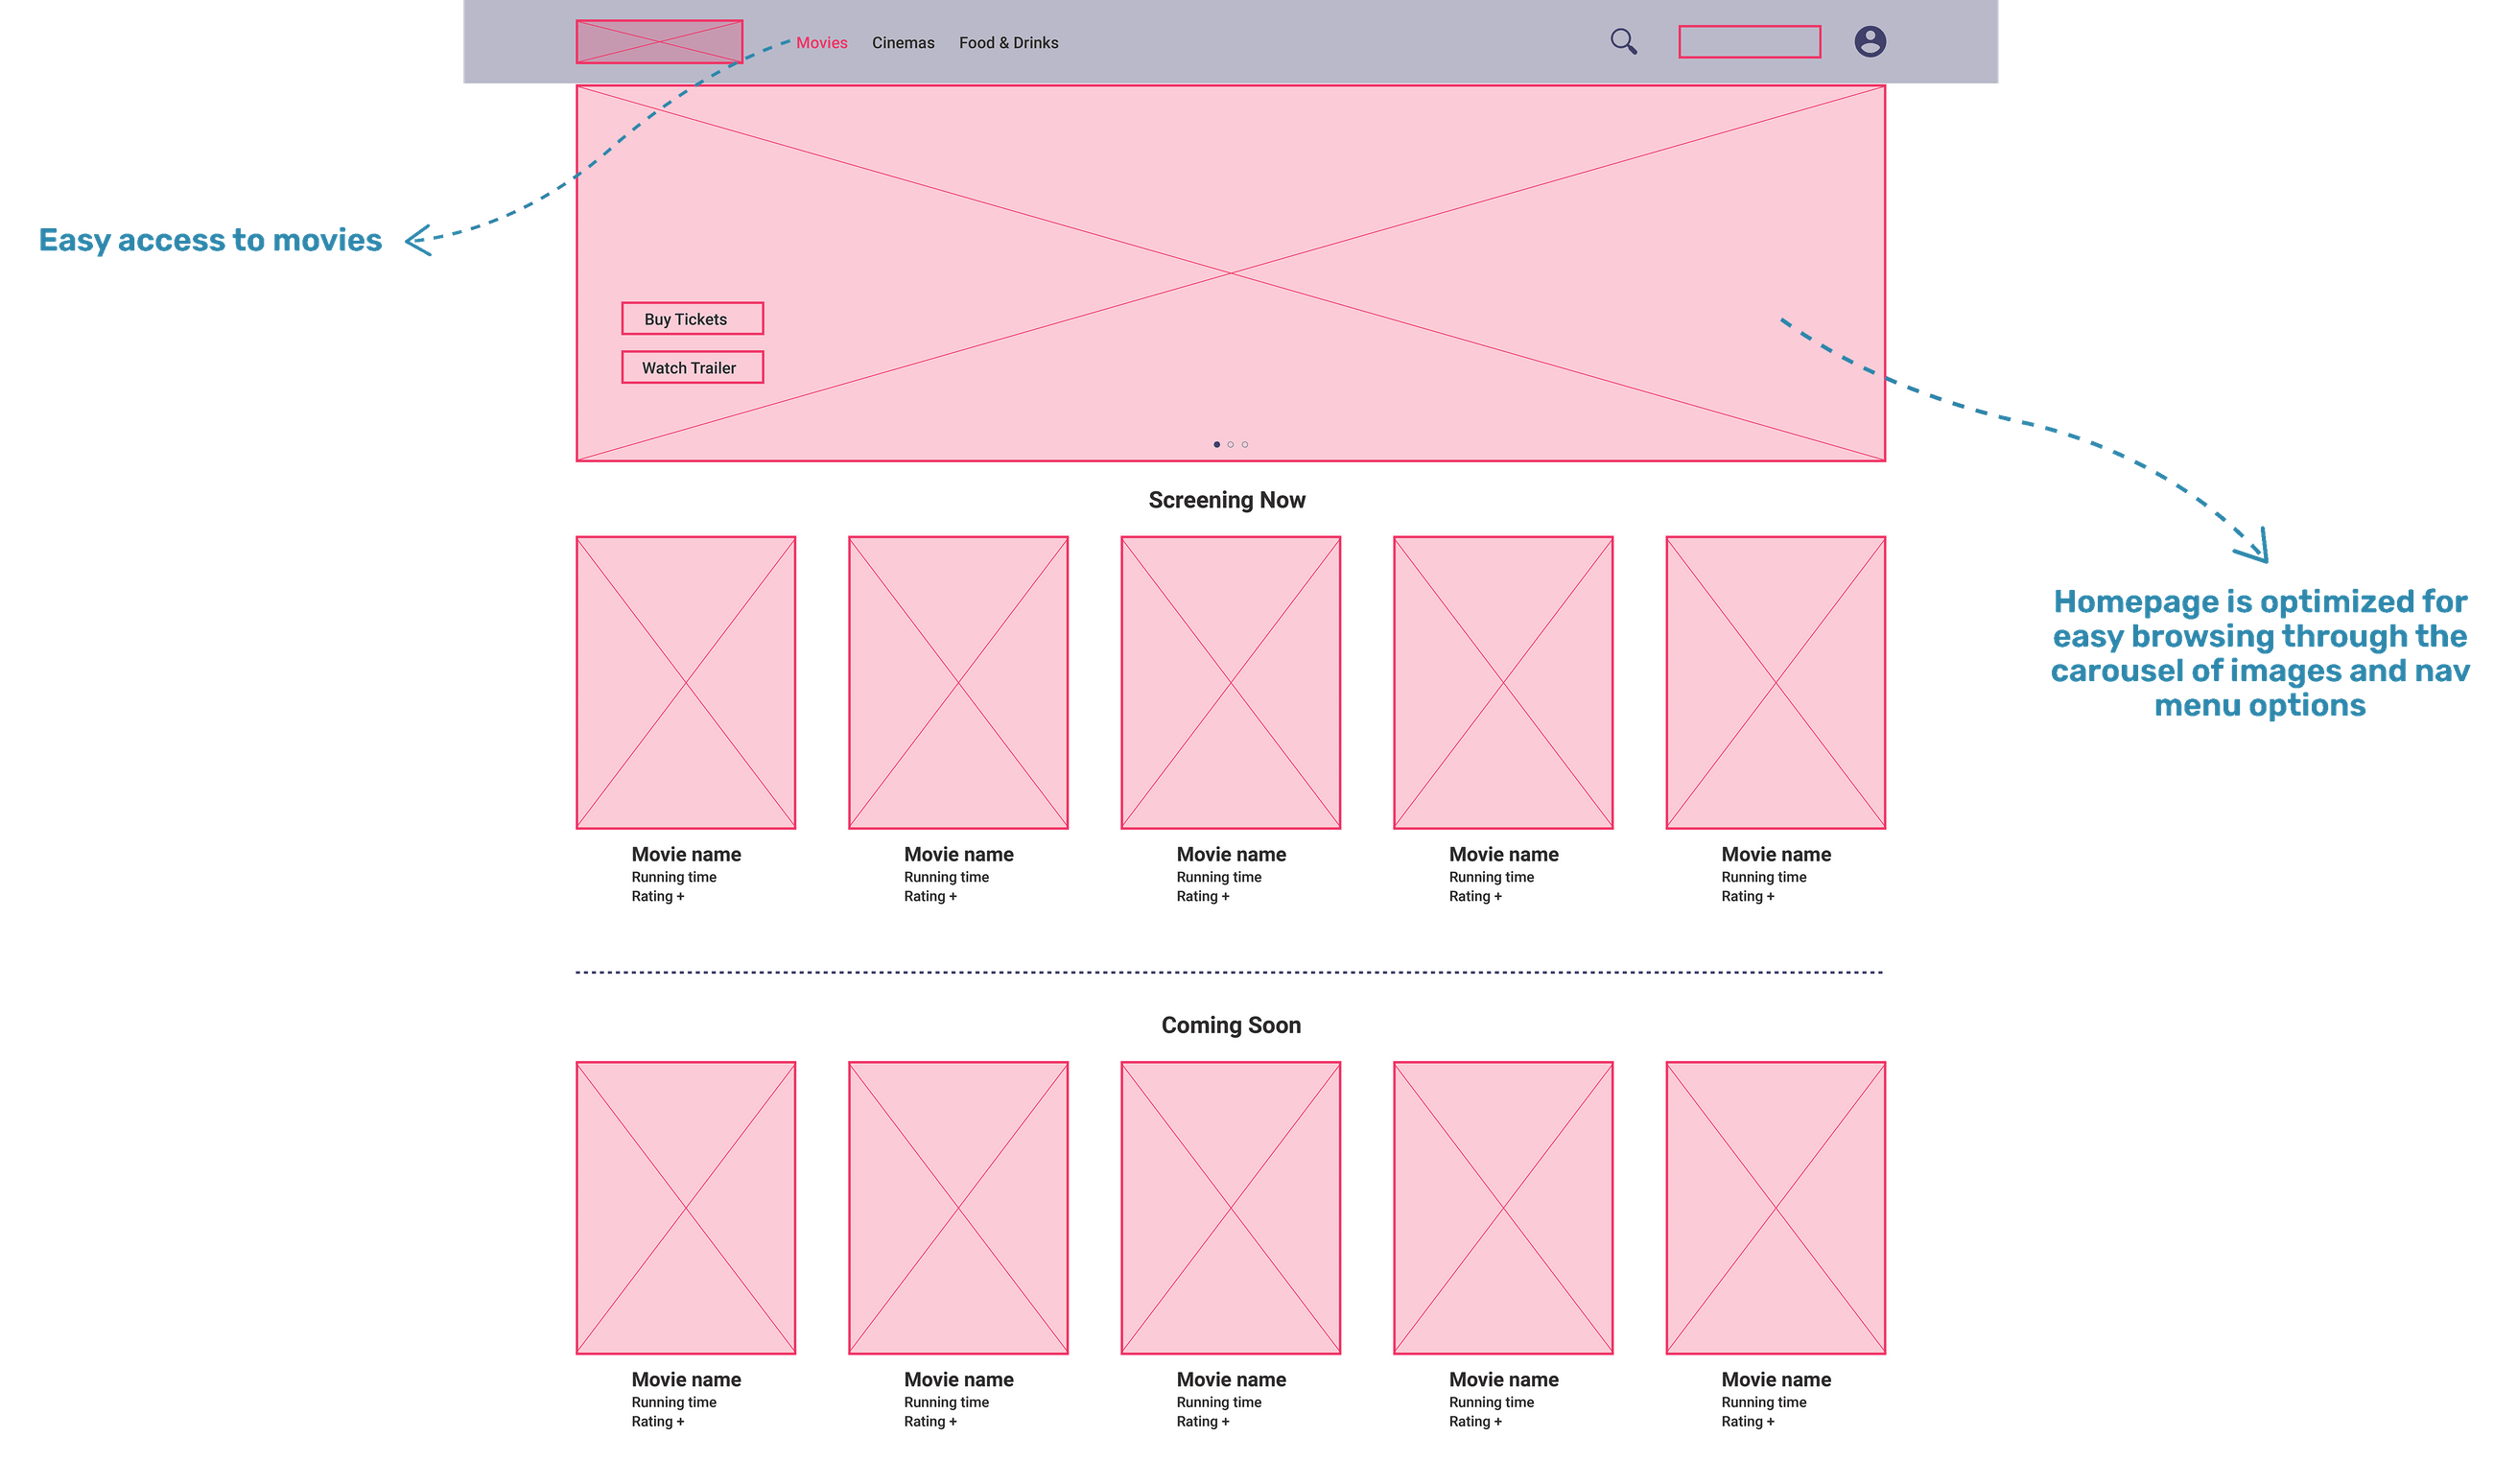 Movies Cinemas Food & Drinks
Easy access to movies
Buy Tickets
Watch Trailer
Screening Now
Homepage is optimized for
easy browsing through the
carousel of images and nav
menu options
Movie name Movie name Movie name Movie name Movie name
Running time Running time Running time Running time Running time
Rating + Rating + Rating + Rating + Rating +
Coming Soon
Movie name Movie name Movie name Movie name Movie name
Running time Running time Running time Running time Running time
Rating + Rating + Rating + Rating + Rating +